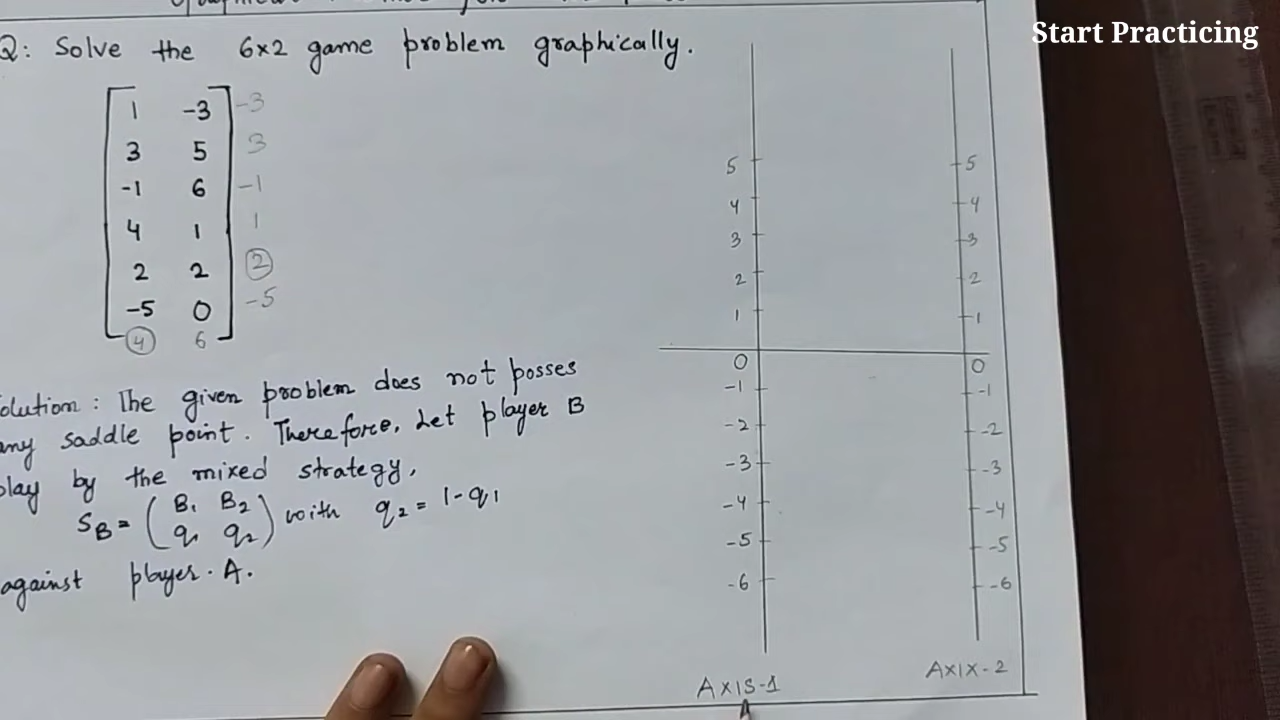 Start Practicing
Q: Solve the 6×2 game problem graphically.
1 -3 -3
3 5 3
-1 6 -1
4 1 1
2 2 2
-5 0 -5
4 6
olution: The given problem does not posses
any saddle point. Therefore, Let player B
play by the mixed strategy,
S_B = ( B₁ B₂
q₁ q₂ ) with q₂ = 1-q₁
against player. A.
5 5
4 4
3 3
2 2
1 1
0 0
-1 -1
-2 -2
-3 -3
-4 -4
-5 -5
-6 -6
AXIS-1 AXIX-2